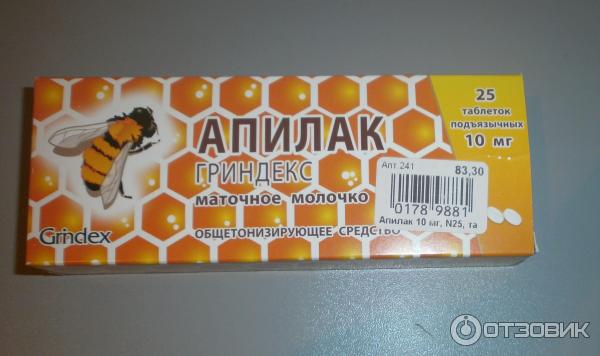 АПИЛАК
ГРИНДЕКС
маточное молочко
ОБЩЕТОНИЗИРУЮЩЕЕ СРЕДСТВО
Grindex
25
таблеток
подъязычных
10 мг
Апт.241 83,30
0178 9881
Апилак 10 мг, N25, та
ОТЗОВИК